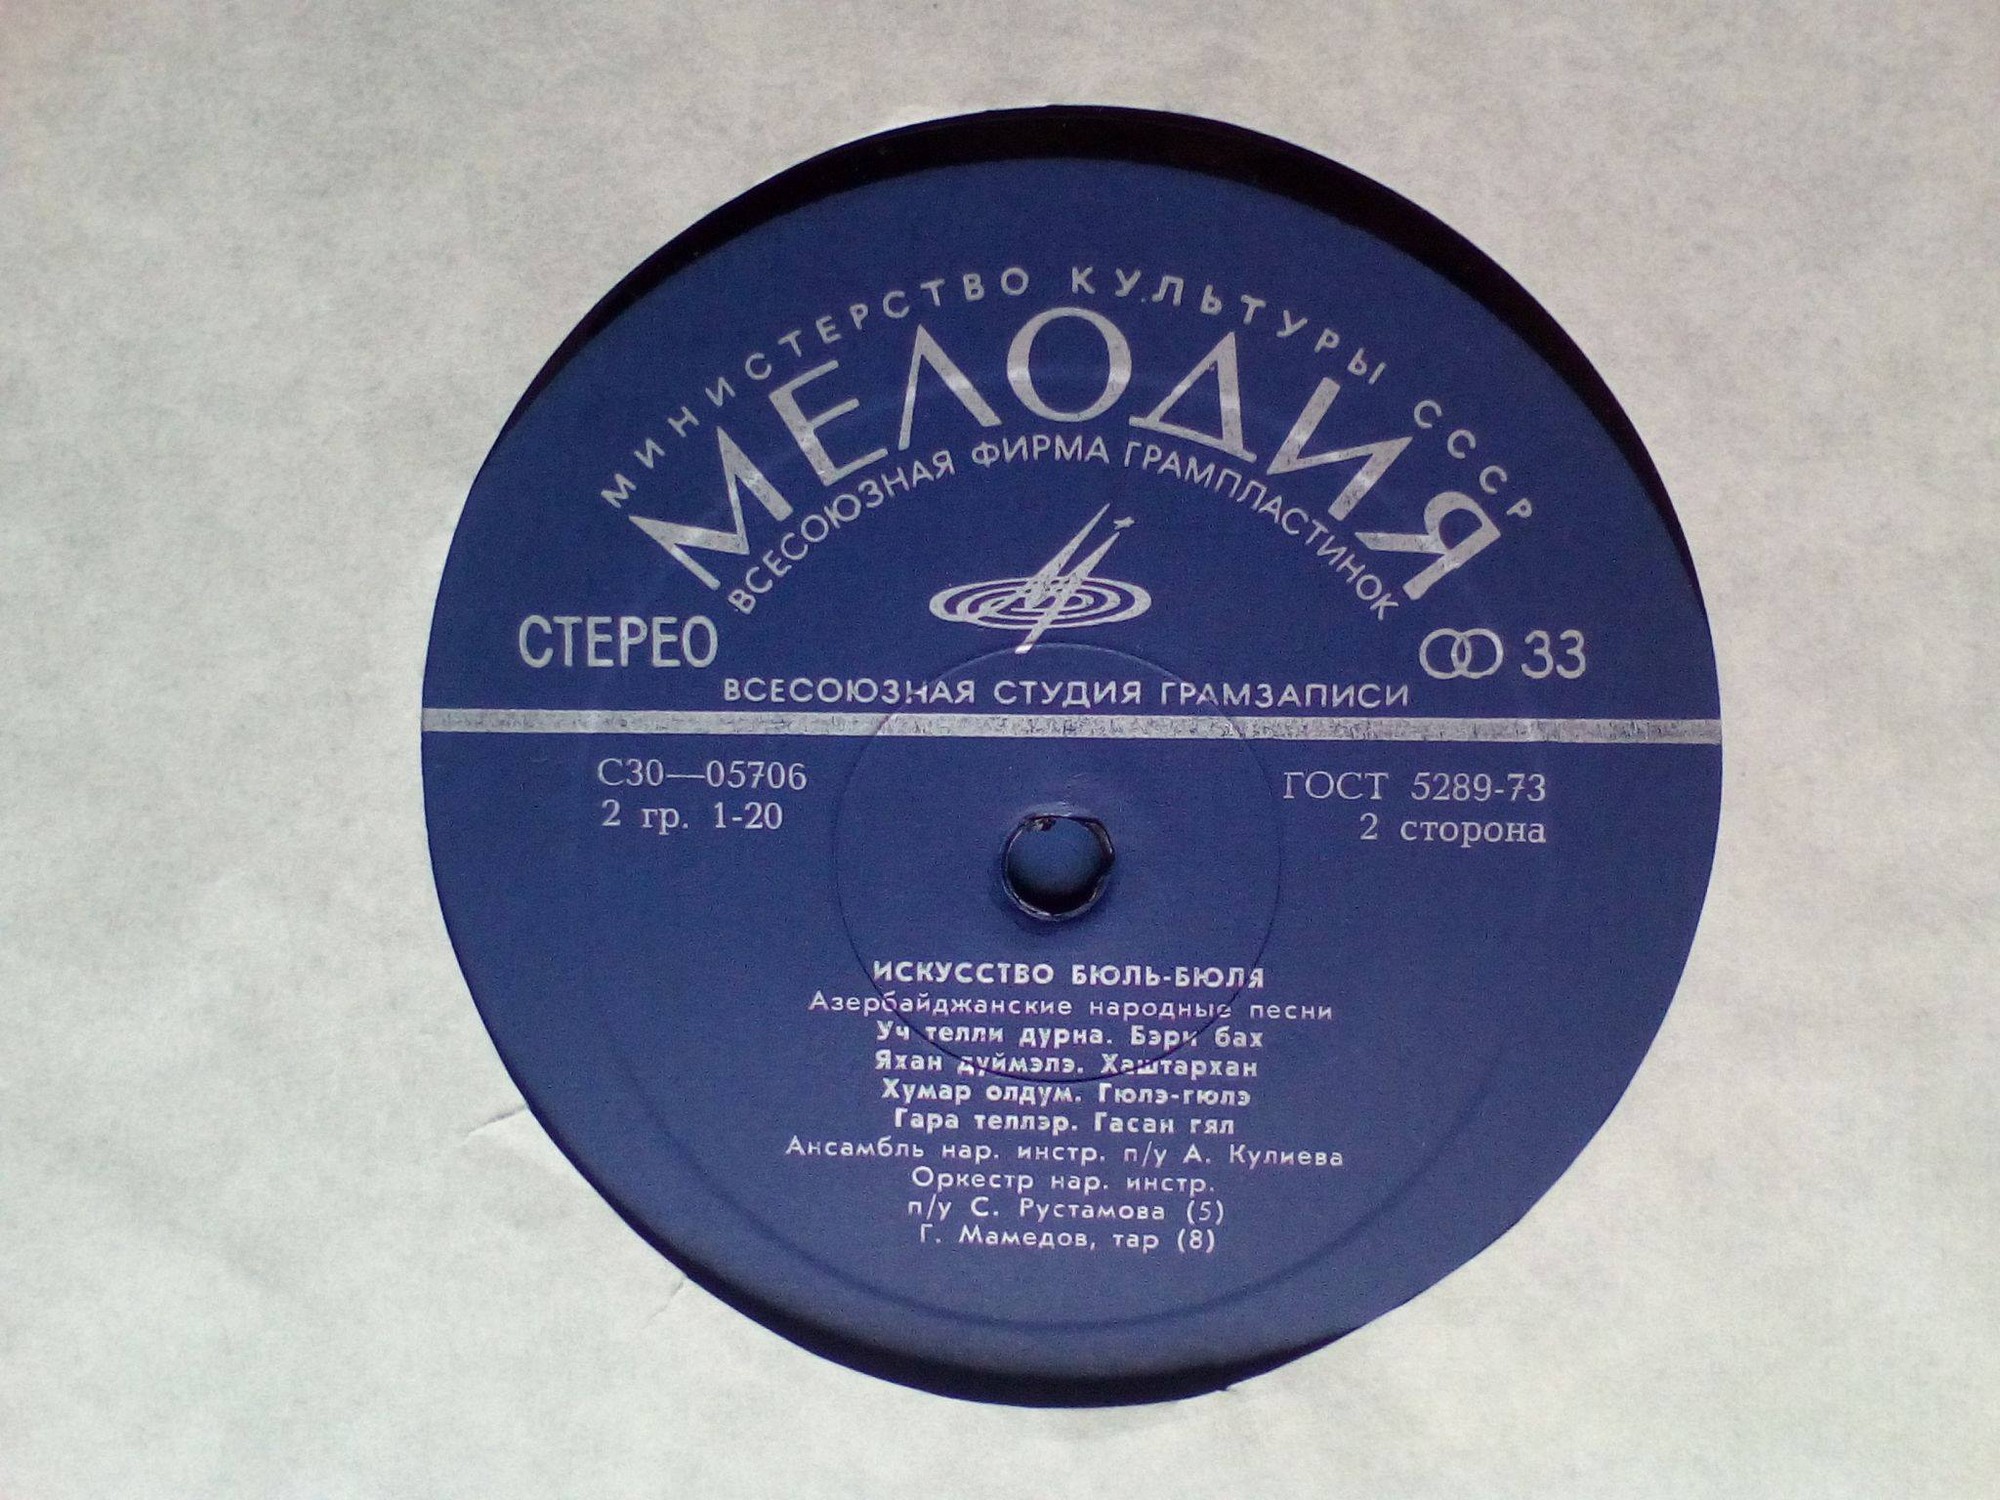 МИНИСТЕРСТВО КУЛЬТУРЫ СССР
МЕЛОДИЯ
ВСЕСОЮЗНАЯ ФИРМА ГРАМПЛАСТИНОК
СТЕРЕО
33
ВСЕСОЮЗНАЯ СТУДИЯ ГРАМЗАПИСИ
С30—05706
2 гр. 1-20
ГОСТ 5289-73
2 сторона
ИСКУССТВО БЮЛЬ-БЮЛЯ
Азербайджанские народные песни
Уч телли дурна. Бэри бах
Яхан дуймэлэ. Хаштархан
Хумар олдум. Гюлэ-гюлэ
Гара теллэр. Гасан гял
Ансамбль нар. инстр. п/у А. Кулиева
Оркестр нар. инстр.
п/у С. Рустамова (5)
Г. Мамедов, тар (8)